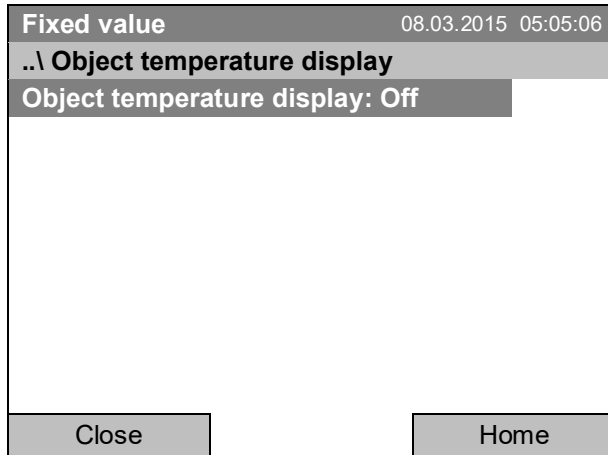 Fixed value 08.03.2015 05:05:06
..\ Object temperature display
Object temperature display: Off
Close Home